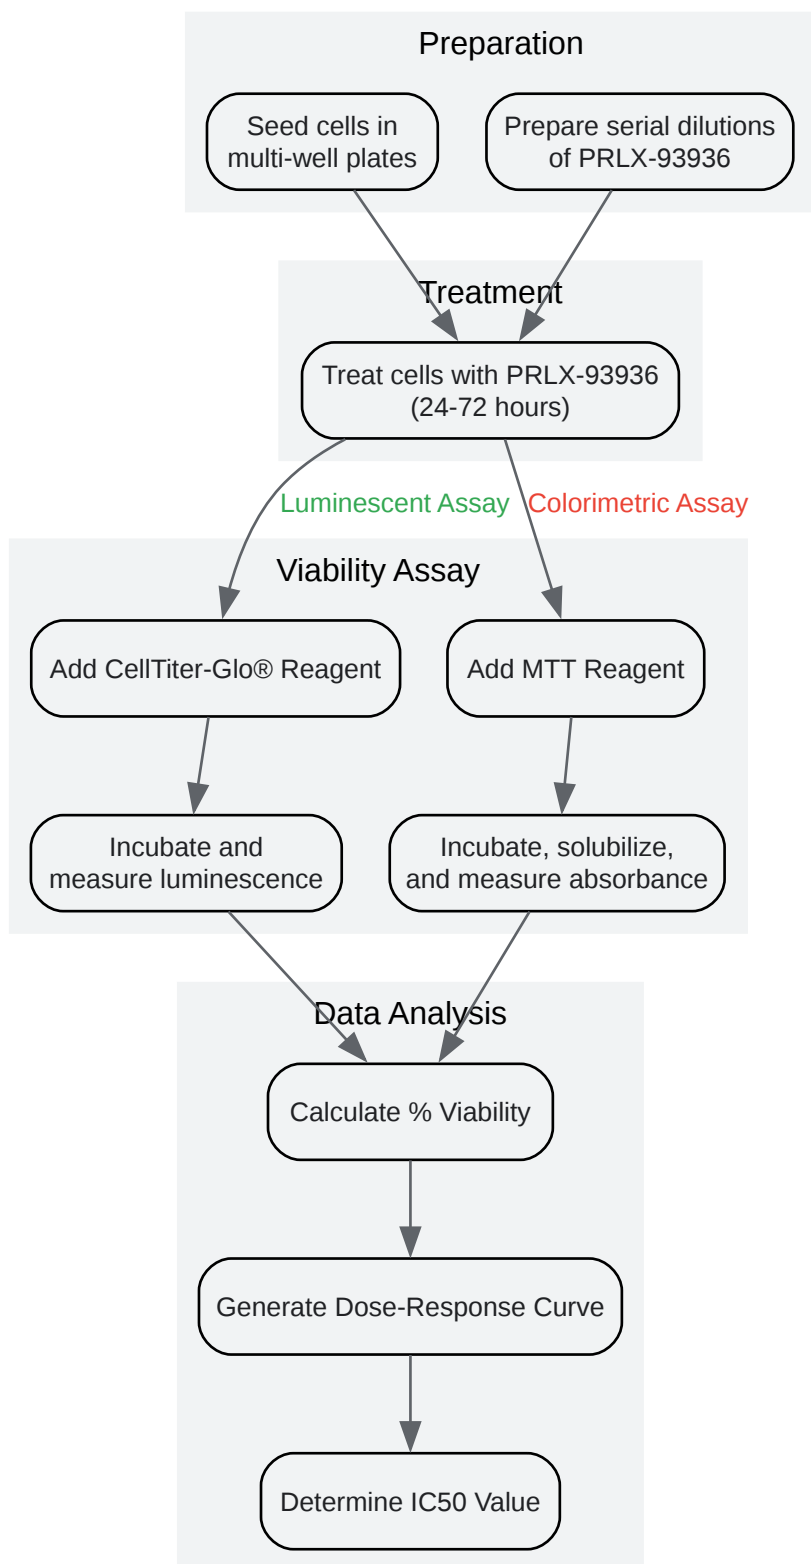 Preparation
Seed cells in
multi-well plates
Prepare serial dilutions
of PRLX-93936
Treatment
Treat cells with PRLX-93936
(24-72 hours)
Luminescent Assay
Colorimetric Assay
Viability Assay
Add CellTiter-Glo® Reagent
Add MTT Reagent
Incubate and
measure luminescence
Incubate, solubilize,
and measure absorbance
Data Analysis
Calculate % Viability
Generate Dose-Response Curve
Determine IC50 Value